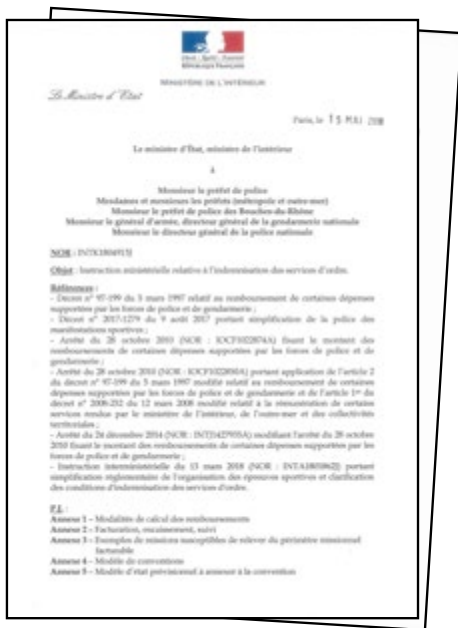 Liberté • Égalité • Fraternité
RÉPUBLIQUE FRANÇAISE
MINISTÈRE DE L'INTÉRIEUR
Le Ministre d'État
Paris, le 15 MAI 2018
Le ministre d'État, ministre de l'intérieur
à
Monsieur le préfet de police
Mesdames et messieurs les préfets (métropole et outre-mer)
Monsieur le préfet de police des Bouches-du-Rhône
Monsieur le général d'armée, directeur général de la gendarmerie nationale
Monsieur le directeur général de la police nationale
NOR : INTK1804913J
Objet : Instruction ministérielle relative à l'indemnisation des services d'ordre.
Références :
- Décret n° 97-199 du 5 mars 1997 relatif au remboursement de certaines dépenses
supportées par les forces de police et de gendarmerie ;
- Décret n° 2017-1279 du 9 août 2017 portant simplification de la police des
manifestations sportives ;
- Arrêté du 28 octobre 2010 (NOR : IOCF1022874A) fixant le montant des
remboursements de certaines dépenses supportées par les forces de police et de
gendarmerie ;
- Arrêté du 28 octobre 2010 (NOR : portant application de l'article 2
du décret n° 97-199 du 5 mars 1997 modifié relatif au remboursement de certaines
dépenses supportées par les forces de police et de gendarmerie et de l'article 1er du
décret n° 2008-252 du 12 mars 2008 modifié relatif à la rémunération de certains
services rendus par le ministère de l'intérieur, de l'outre-mer et des collectivités
territoriales ;
- Arrêté du 24 décembre 2014 (NOR : modifiant l'arrêté du 28 octobre
2010 fixant le montant des remboursements de certaines dépenses supportées par les
forces de police et de gendarmerie ;
- Instruction interministérielle du 13 mars 2018 (NOR : portant
simplification réglementaire de l'organisation des épreuves sportives et clarification
des conditions d'indemnisation des services d'ordre.
P.J. :
Annexe 1 – Modalités de calcul des remboursements
Annexe 2 – Facturation, encaissement, suivi
Annexe 3 – Exemples de missions susceptibles de relever du périmètre missionnel
facturable
Annexe 4 – Modèle de conventions
Annexe 5 – Modèle d'état prévisionnel à annexer à la convention